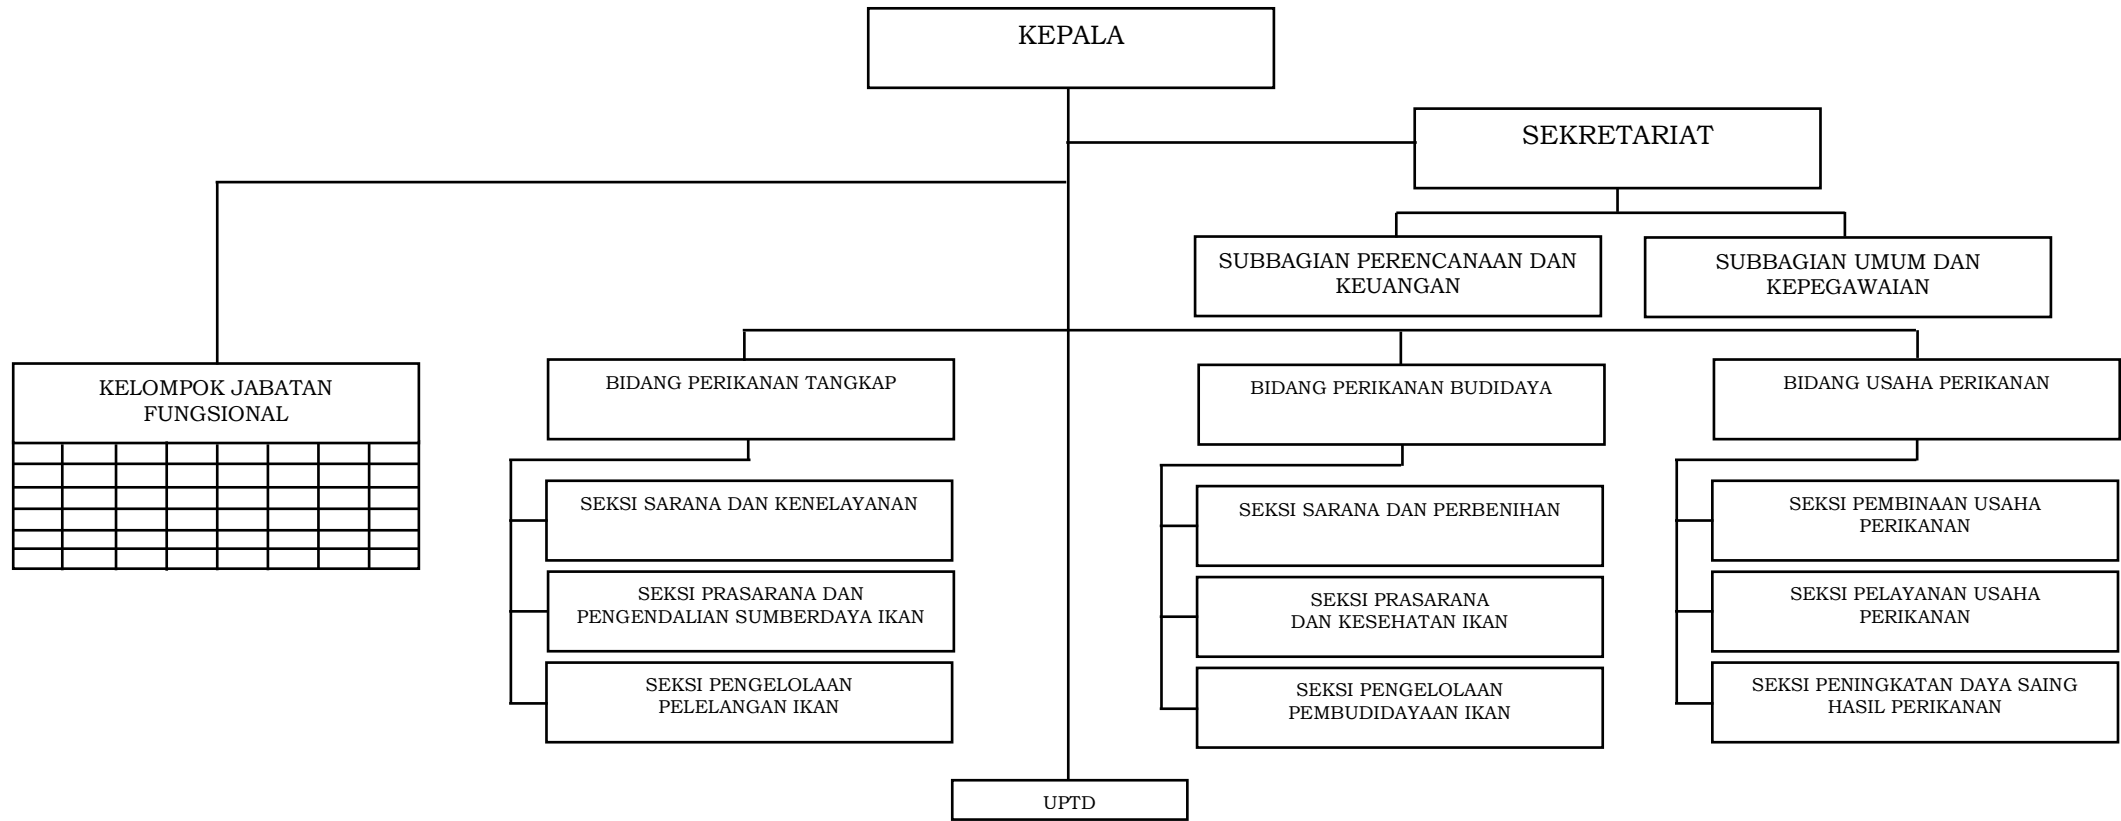 KEPALA
SEKRETARIAT
SUBBAGIAN PERENCANAAN DAN
KEUANGAN
SUBBAGIAN UMUM DAN
KEPEGAWAIAN
KELOMPOK JABATAN
FUNGSIONAL
BIDANG PERIKANAN TANGKAP
SEKSI SARANA DAN KENELAYANAN
SEKSI PRASARANA DAN
PENGENDALIAN SUMBERDAYA IKAN
SEKSI PENGELOLAAN
PELELANGAN IKAN
BIDANG PERIKANAN BUDIDAYA
SEKSI SARANA DAN PERBENIHAN
SEKSI PRASARANA
DAN KESEHATAN IKAN
SEKSI PENGELOLAAN
PEMBUDIDAYAAN IKAN
BIDANG USAHA PERIKANAN
SEKSI PEMBINAAN USAHA
PERIKANAN
SEKSI PELAYANAN USAHA
PERIKANAN
SEKSI PENINGKATAN DAYA SAING
HASIL PERIKANAN
UPTD